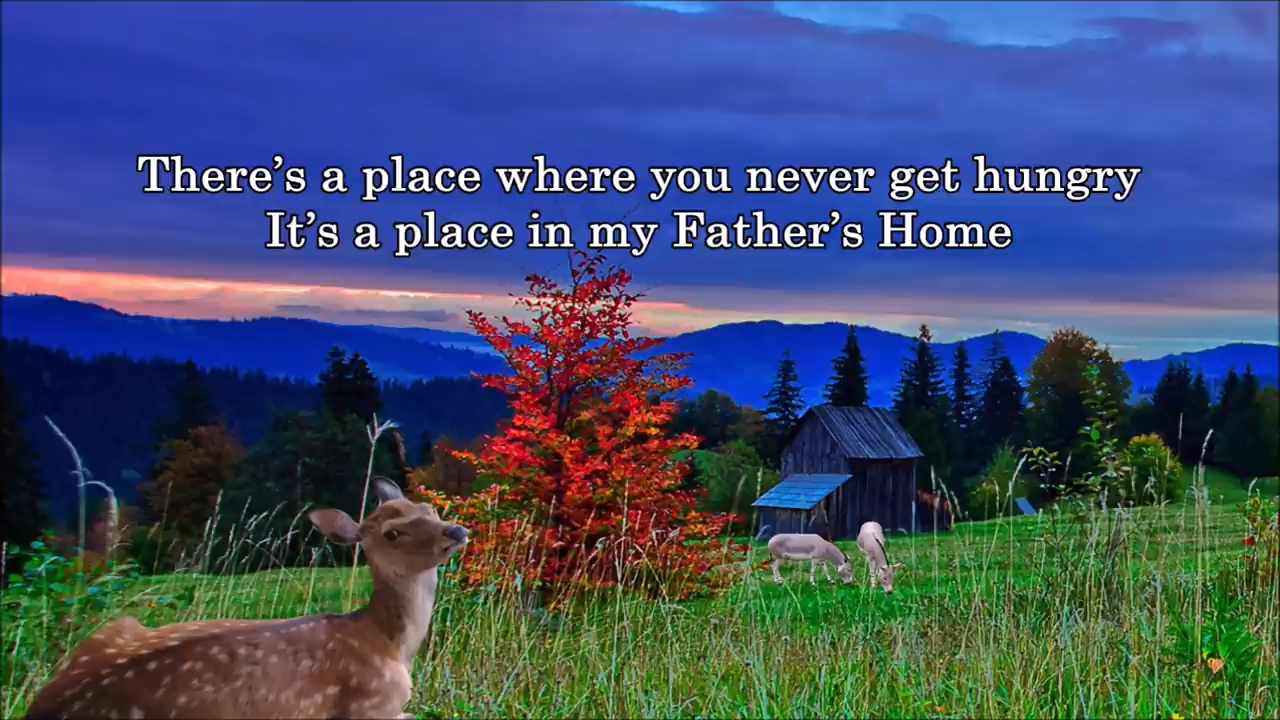 There’s a place where you never get hungry
It’s a place in my Father’s Home